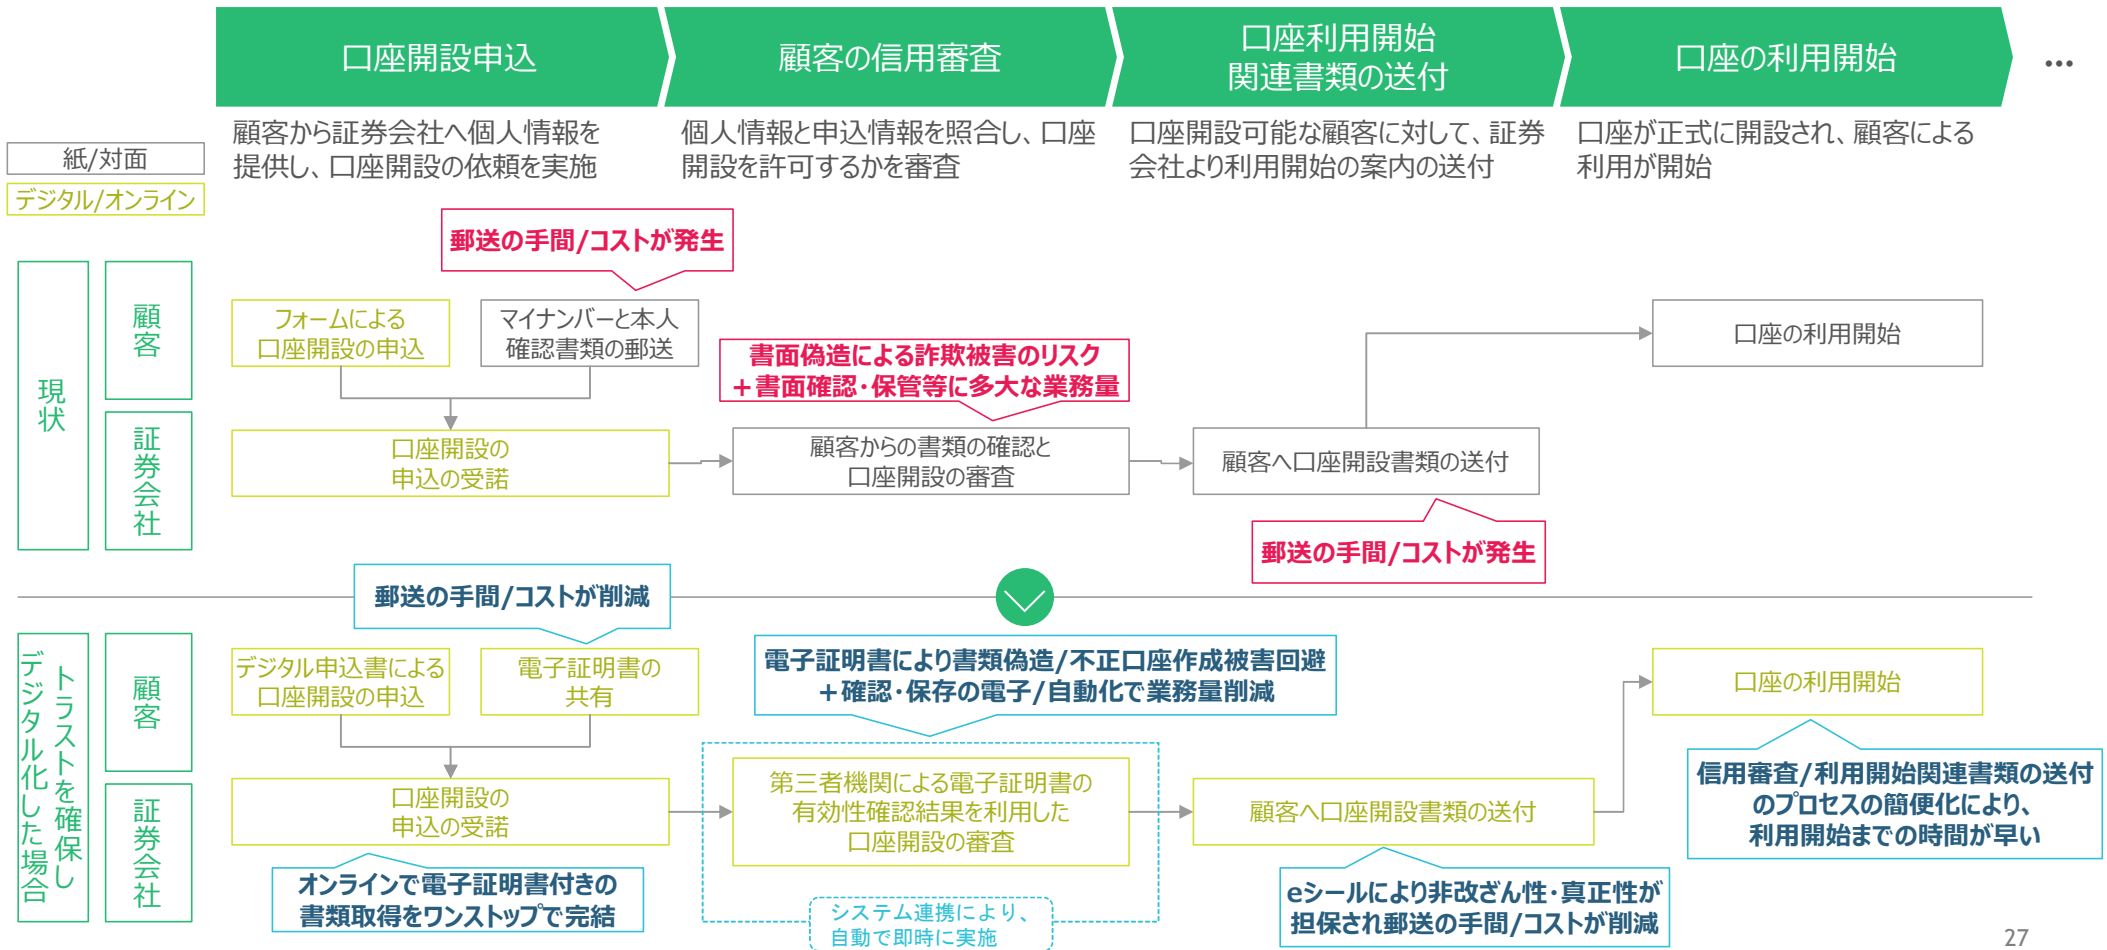 口座開設申込
顧客の信用審査
口座利用開始
関連書類の送付
口座の利用開始
…
顧客から証券会社へ個人情報を
提供し、口座開設の依頼を実施
個人情報と申込情報を照合し、口座
開設を許可するかを審査
口座開設可能な顧客に対して、証券
会社より利用開始の案内の送付
口座が正式に開設され、顧客による
利用が開始
紙/対面
デジタル/オンライン
現状
顧客
証券会社
郵送の手間/コストが発生
フォームによる
口座開設の申込
マイナンバーと本人
確認書類の郵送
書面偽造による詐欺被害のリスク
+書面確認・保管等に多大な業務量
口座の利用開始
口座開設の
申込の受諾
顧客からの書類の確認と
口座開設の審査
顧客へ口座開設書類の送付
郵送の手間/コストが発生
トラストを確保し
デジタル化した場合
顧客
証券会社
郵送の手間/コストが削減
デジタル申込書による
口座開設の申込
電子証明書の
共有
電子証明書により書類偽造/不正口座作成被害回避
+確認・保存の電子/自動化で業務量削減
口座の利用開始
信用審査/利用開始関連書類の送付
のプロセスの簡便化により、
利用開始までの時間が早い
口座開設の
申込の受諾
第三者機関による電子証明書の
有効性確認結果を利用した
口座開設の審査
顧客へ口座開設書類の送付
オンラインで電子証明書付きの
書類取得をワンストップで完結
システム連携により、
自動で即時に実施
eシールにより非改ざん性・真正性が
担保され郵送の手間/コストが削減
27